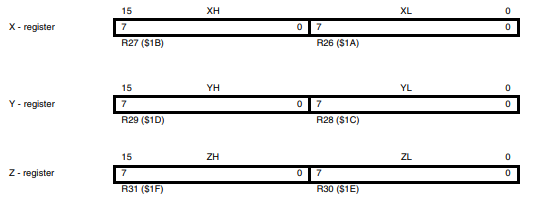 15 XH XL 0
X - register 7 0 7 0
R27 ($1B) R26 ($1A)
15 YH YL 0
Y - register 7 0 7 0
R29 ($1D) R28 ($1C)
15 ZH ZL 0
Z - register 7 0 7 0
R31 ($1F) R30 ($1E)